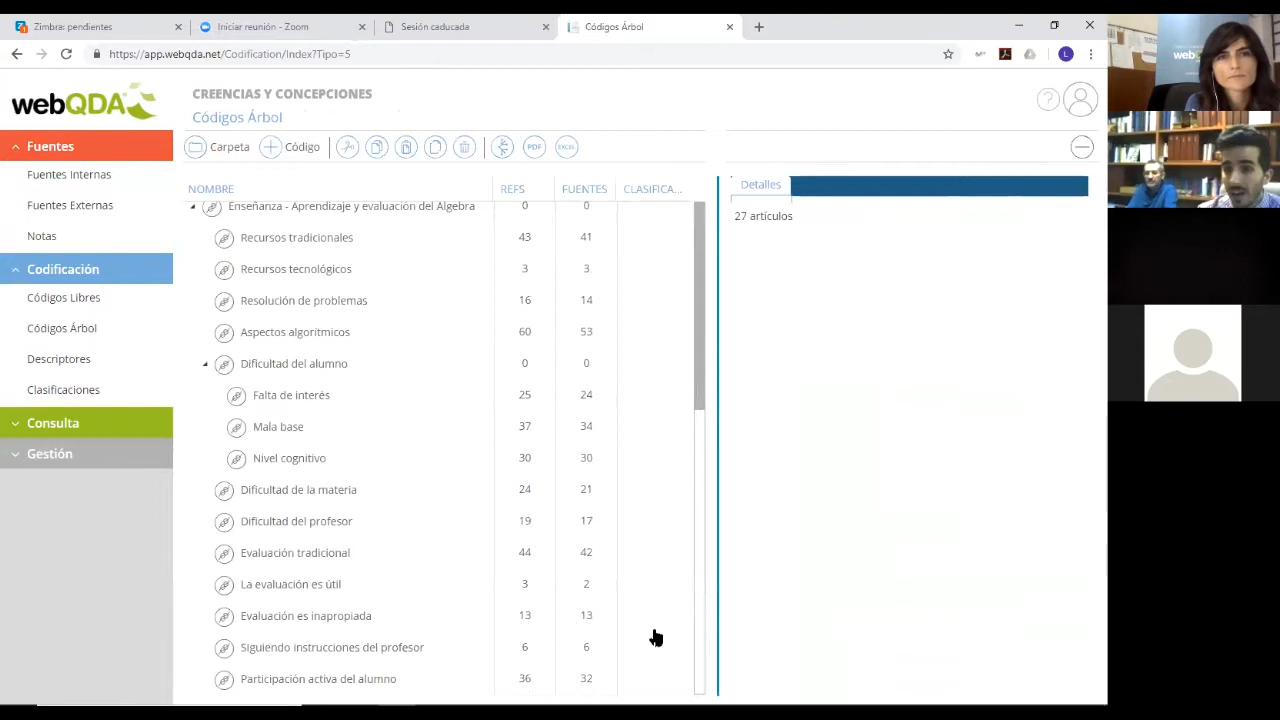 Zimbra: pendientes
Iniciar reunión - Zoom
Sesión caducada
Códigos Árbol
https://app.webqda.net/Codification/Index?Tipo=5
L
webQDA
CREENCIAS Y CONCEPCIONES
Códigos Árbol
Carpeta
Código
PDF
EXCEL
Fuentes
Fuentes Internas
Fuentes Externas
Notas
Codificación
Códigos Libres
Códigos Árbol
Descriptores
Clasificaciones
Consulta
Gestión
NOMBRE REFS FUENTES CLASIFICA...
Enseñanza - Aprendizaje y evaluación del Algebra 0 0
Recursos tradicionales 43 41
Recursos tecnológicos 3 3
Resolución de problemas 16 14
Aspectos algorítmicos 60 53
Dificultad del alumno 0 0
Falta de interés 25 24
Mala base 37 34
Nivel cognitivo 30 30
Dificultad de la materia 24 21
Dificultad del profesor 19 17
Evaluación tradicional 44 42
La evaluación es útil 3 2
Evaluación es inapropiada 13 13
Siguiendo instrucciones del profesor 6 6
Participación activa del alumno 36 32
Detalles
27 artículos